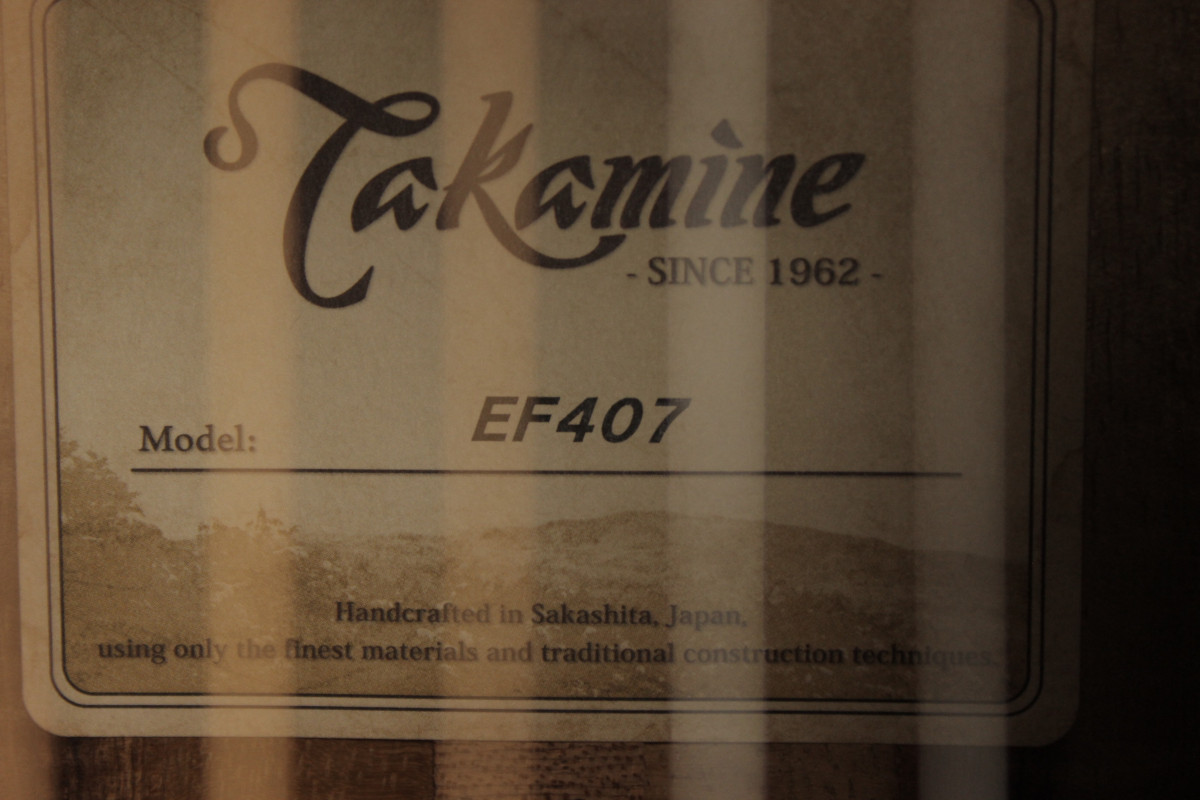 Takamine
- SINCE 1962 -
Model: EF407
Handcrafted in Sakashita, Japan,
using only the finest materials and traditional construction techniques.